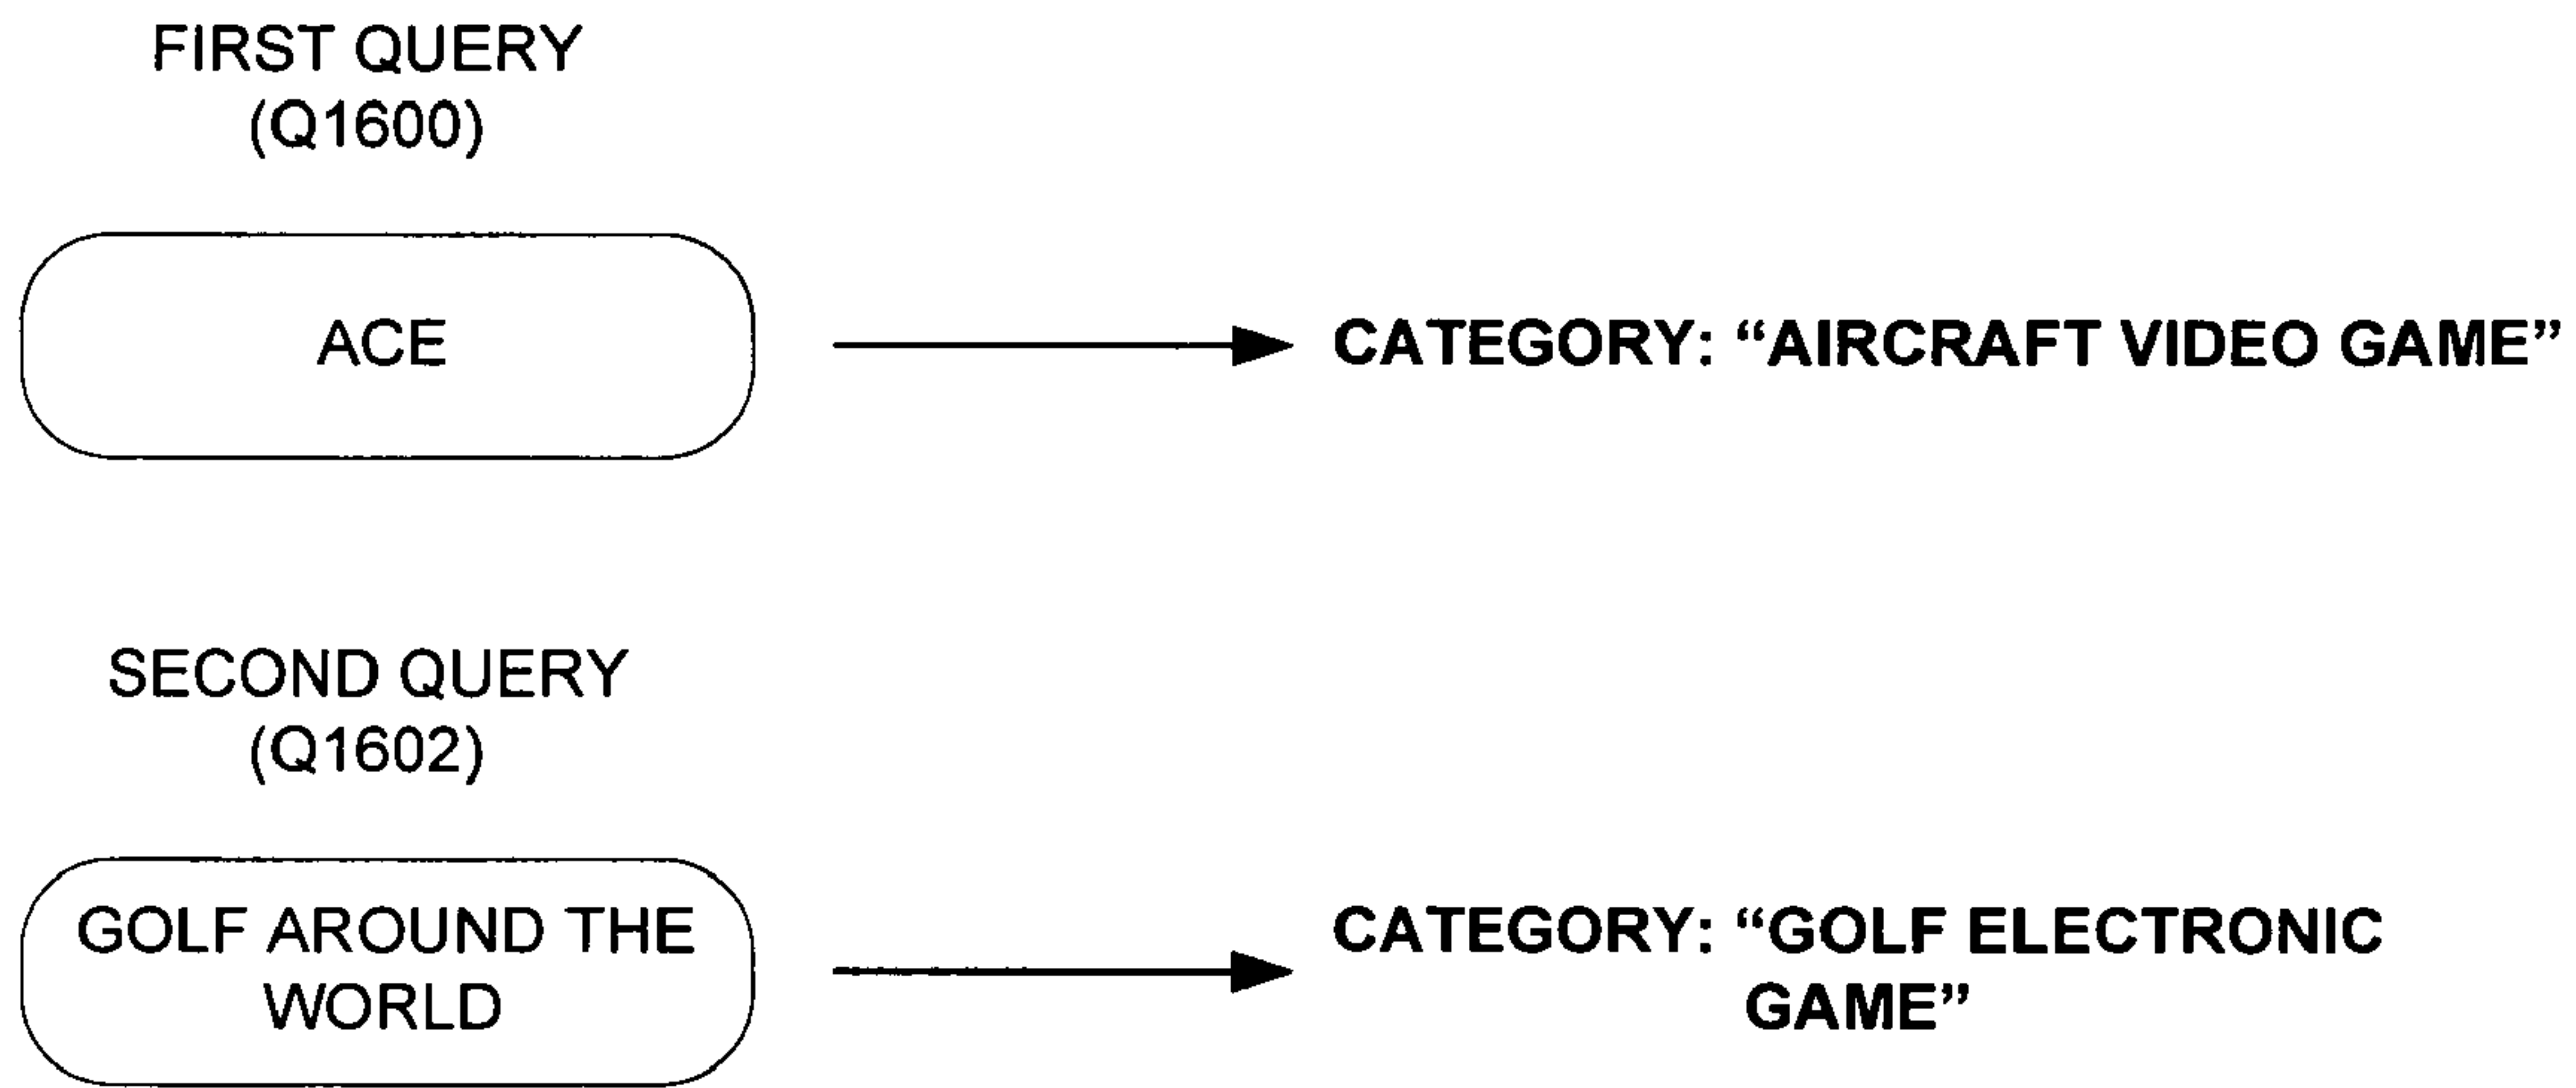 FIRST QUERY
(Q1600)
ACE
CATEGORY: “AIRCRAFT VIDEO GAME”
SECOND QUERY
(Q1602)
GOLF AROUND THE
WORLD
CATEGORY: “GOLF ELECTRONIC
GAME”